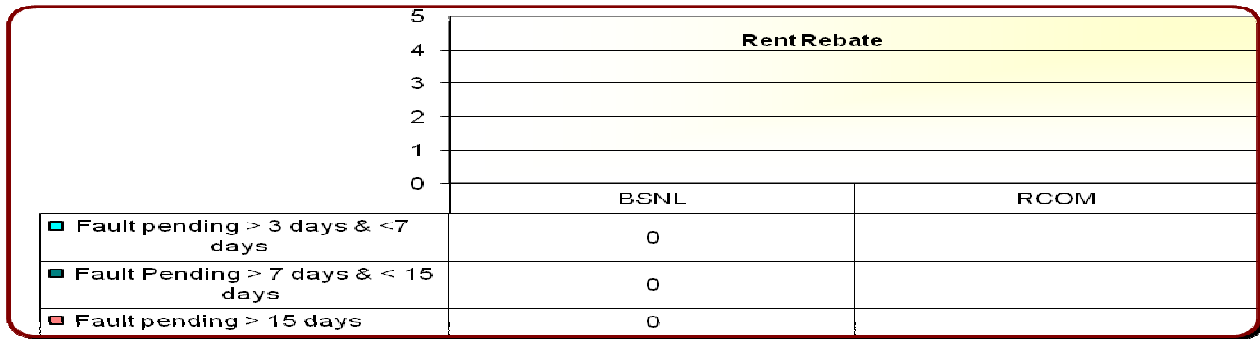 5
Rent Rebate
4
3
2
1
0
BSNL RCOM
Fault pending > 3 days & <7
days
0
Fault Pending > 7 days & < 15
days
0
Fault pending > 15 days 0